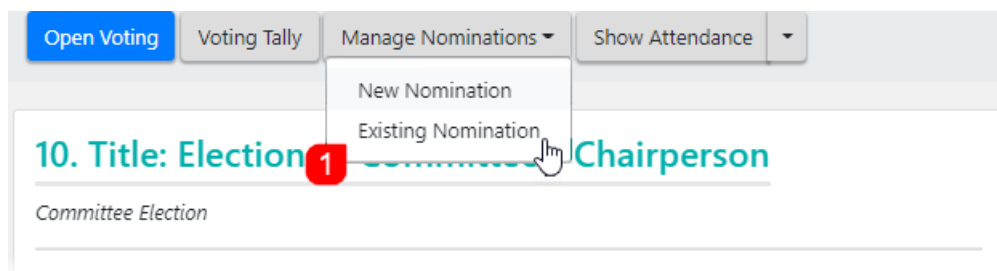 Open Voting Voting Tally Manage Nominations Show Attendance
New Nomination
Existing Nomination
10. Title: Election Chairperson
1
Committee Election